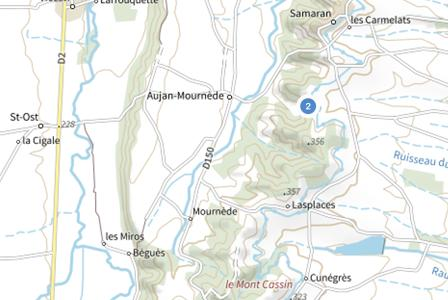 Larrouquette
Samaran
les Carmelats
D2
Aujan-Mournède
2
St-Ost
228
la Cigale
356
D150
Ruisseau du
357
Lasplaces
Mournède
les Miros
Bégués
Cunégrès
le Mont Cassin
323